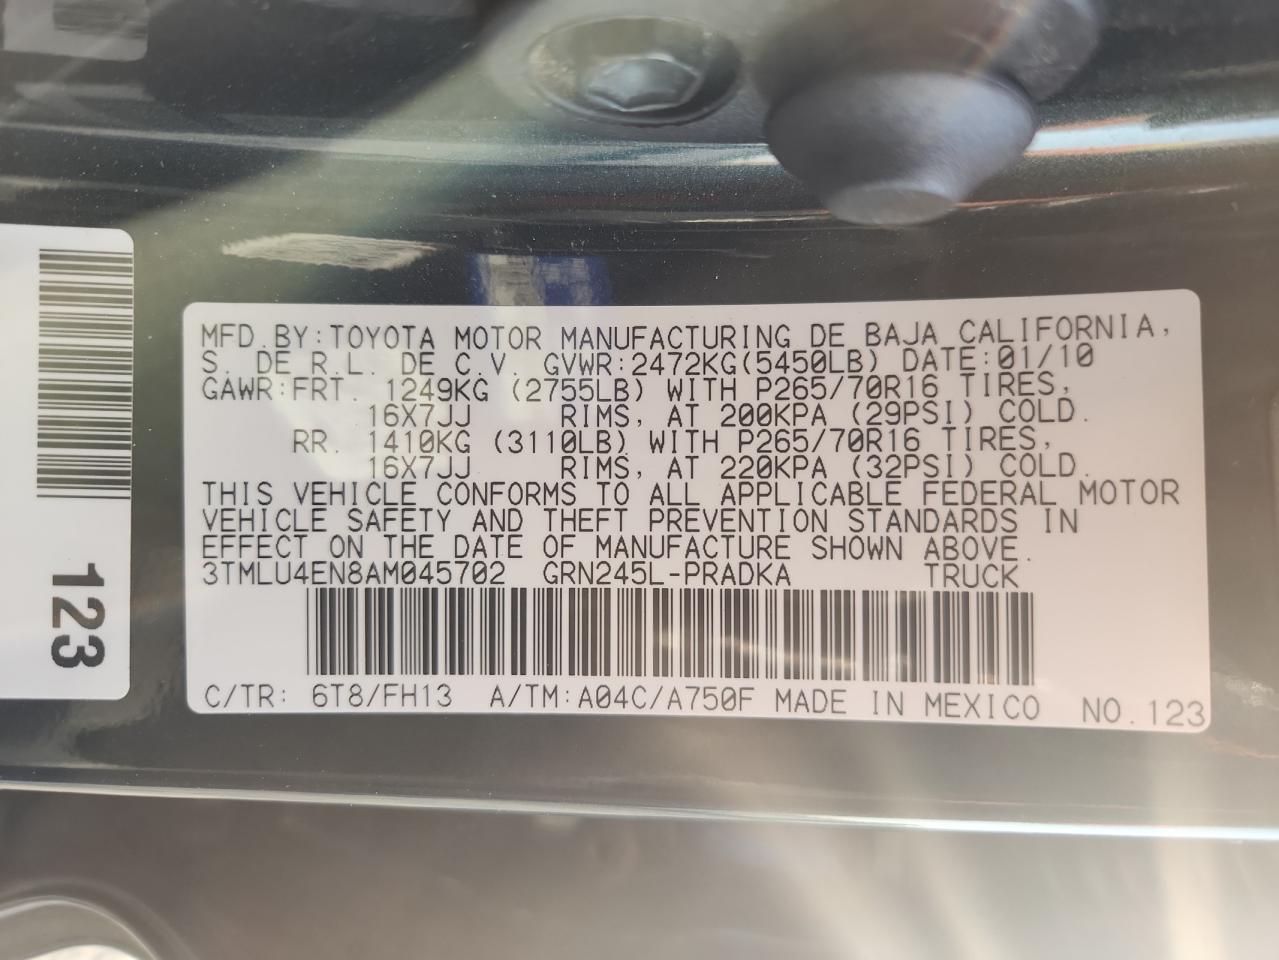 MFD.BY:TOYOTA MOTOR MANUFACTURING DE BAJA CALIFORNIA,
S. DE R.L. DE C.V. GVWR:2472KG(5450LB) DATE:01/10
GAWR:FRT. 1249KG (2755LB) WITH P265/70R16 TIRES,
16X7JJ RIMS, AT 200KPA (29PSI) COLD.
RR. 1410KG (3110LB) WITH P265/70R16 TIRES,
16X7JJ RIMS, AT 220KPA (32PSI) COLD.
THIS VEHICLE CONFORMS TO ALL APPLICABLE FEDERAL MOTOR
VEHICLE SAFETY AND THEFT PREVENTION STANDARDS IN
EFFECT ON THE DATE OF MANUFACTURE SHOWN ABOVE.
3TMLU4EN8AM045702 GRN245L-PRADKA TRUCK
C/TR: 6T8/FH13 A/TM:A04C/A750F MADE IN MEXICO NO.123
123